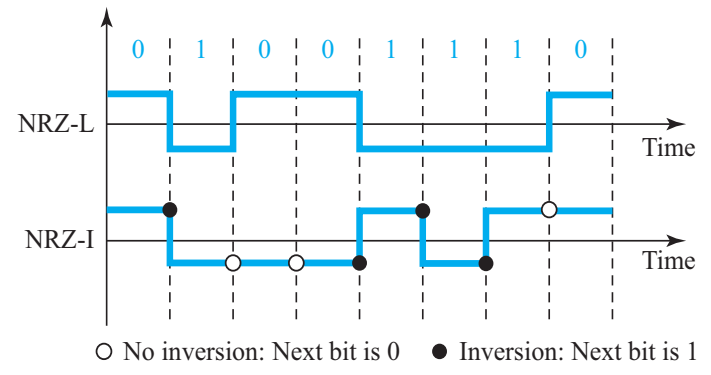 0 1 0 0 1 1 1 0
NRZ-L
Time
NRZ-I
Time
No inversion: Next bit is 0 Inversion: Next bit is 1